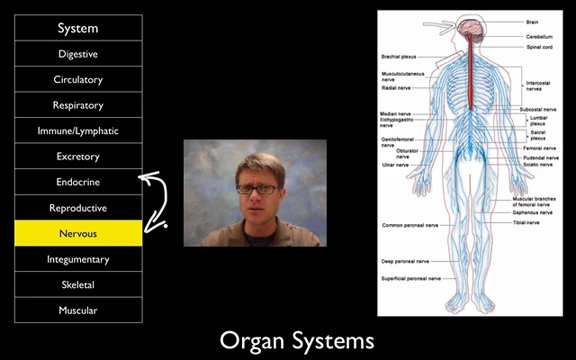 System
Digestive
Circulatory
Respiratory
Immune/Lymphatic
Excretory
Endocrine
Reproductive
Nervous
Integumentary
Skeletal
Muscular
Brain
Cerebellum
Spinal cord
Brachial plexus
Musculocutaneous
nerve
Radial nerve
Intercostal
nerves
Median nerve
Iliohypogastric
nerve
Genitofemoral
nerve
Obturator
nerve
Ulnar nerve
Subcostal nerve
Lumbar
plexus
Sacral
plexus
Femoral nerve
Pudendal nerve
Sciatic nerve
Muscular branches
of femoral nerve
Saphenous nerve
Tibial nerve
Common peroneal nerve
Deep peroneal nerve
Superficial peroneal nerve
Organ Systems